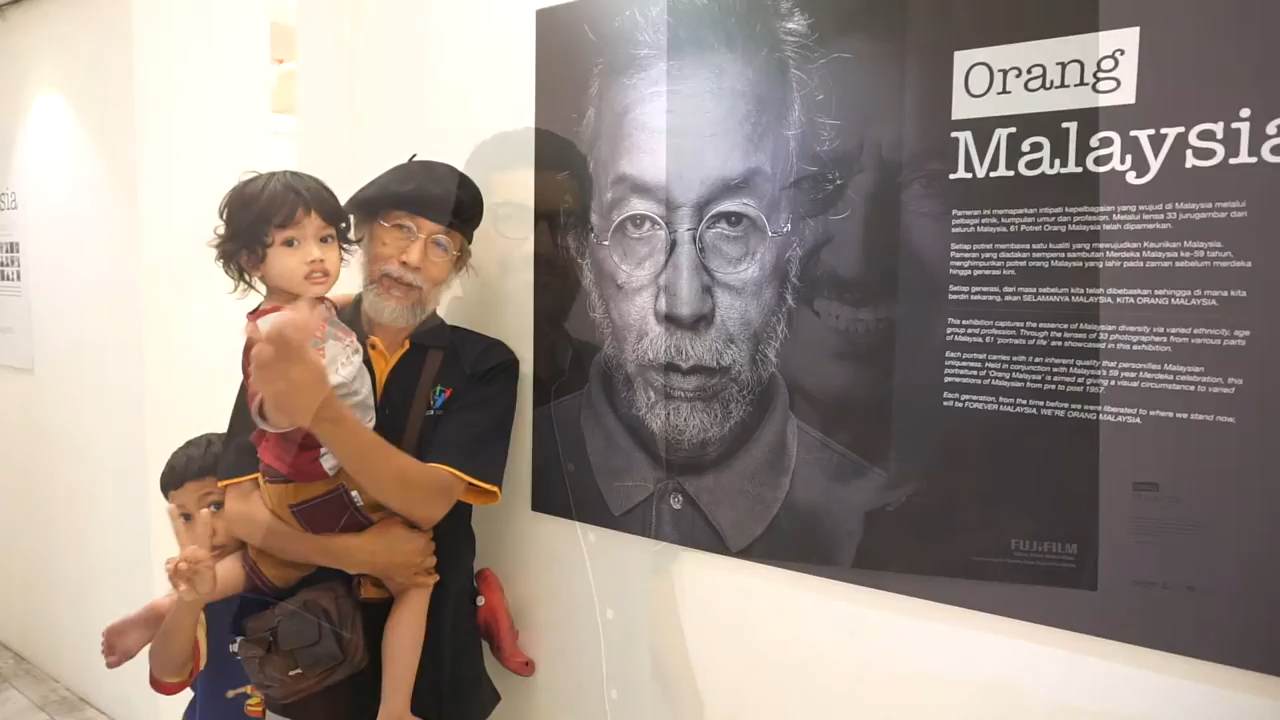 sia
Orang
Malaysia
Pameran ini memaparkan intipati kepelbagaian yang wujud di Malaysia melalui
pelbagai etnik, kumpulan umur dan profesion. Melalui lensa 33 jurugambar dari
seluruh Malaysia, 61 Potret Orang Malaysia telah dipamerkan.
Setiap potret membawa satu kualiti yang mewujudkan Keunikan Malaysia.
Pameran yang diadakan sempena sambutan Merdeka Malaysia ke-59 tahun,
menghimpunkan potret orang Malaysia yang lahir pada zaman sebelum merdeka
hingga generasi kini.
Setiap generasi, dari masa sebelum kita telah dibebaskan sehingga di mana kita
berdiri sekarang, akan SELAMANYA MALAYSIA, KITA ORANG MALAYSIA.
This exhibition captures the essence of Malaysian diversity via varied ethnicity, age
group and profession. Through the lenses of 33 photographers from various parts
of Malaysia, 61 'portraits of life' are showcased in this exhibition.
Each portrait carries with it an inherent quality that personifies Malaysian
uniqueness. Held in conjunction with Malaysia's 59 year Merdeka celebration, this
portraiture of 'Orang Malaysia' is aimed at giving a visual circumstance to varied
generations of Malaysian from pre to post 1957.
Each generation, from the time before we were liberated to where we stand now,
will be FOREVER MALAYSIA, WE'RE ORANG MALAYSIA.
FUJIFILM